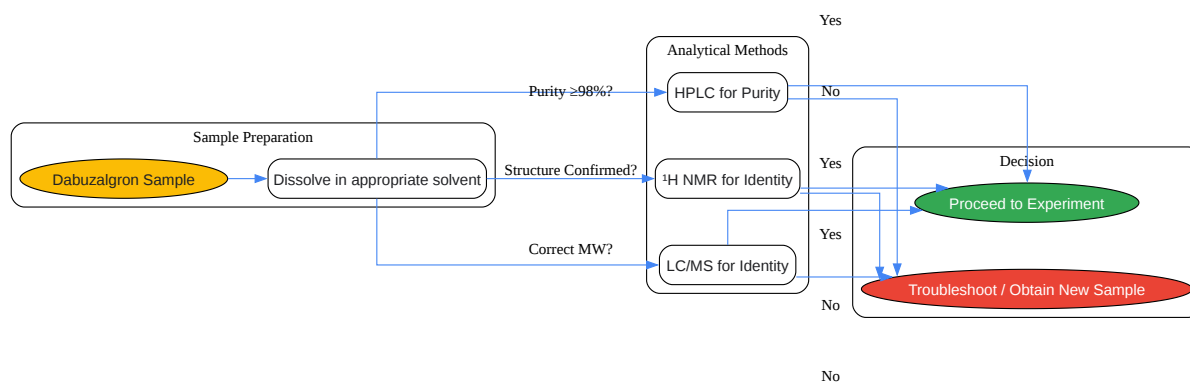 Yes
Analytical Methods
Purity ≥98%?
HPLC for Purity
No
Sample Preparation
Dabuzalgron Sample
Dissolve in appropriate solvent
Structure Confirmed?
¹H NMR for Identity
Yes
Decision
Proceed to Experiment
Yes
Correct MW?
LC/MS for Identity
Troubleshoot / Obtain New Sample
No
No